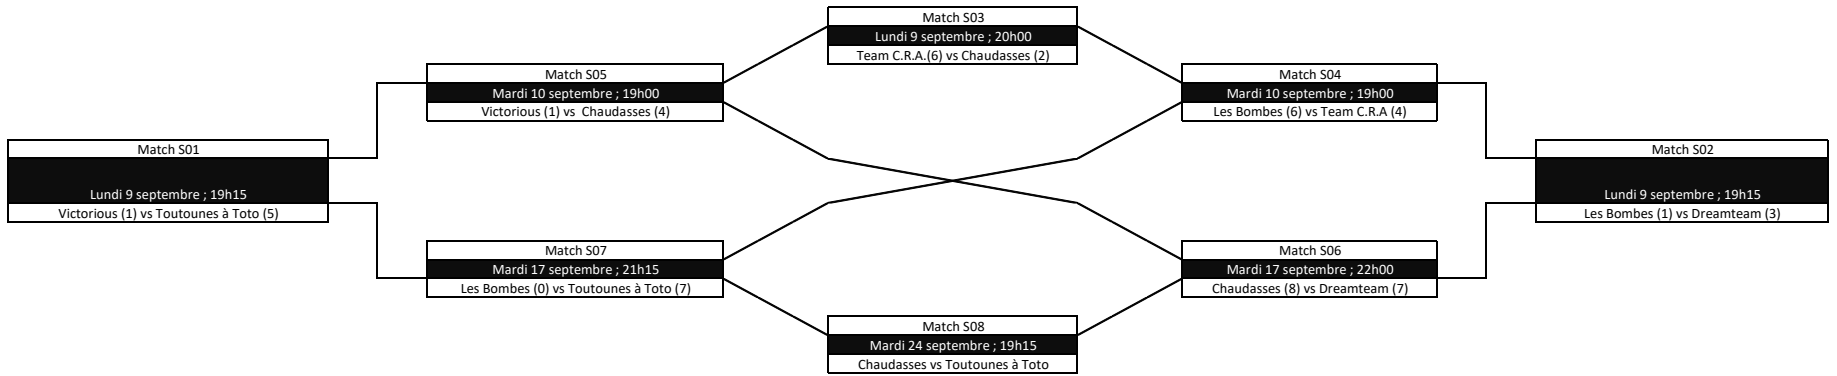 Match S03
Lundi 9 septembre ; 20h00
Team C.R.A.(6) vs Chaudasses (2)
Match S05
Mardi 10 septembre ; 19h00
Victorious (1) vs  Chaudasses (4)
Match S04
Mardi 10 septembre ; 19h00
Les Bombes (6) vs Team C.R.A (4)
Match S01
Lundi 9 septembre ; 19h15
Victorious (1) vs Toutounes à Toto (5)
Match S02
Lundi 9 septembre ; 19h15
Les Bombes (1) vs Dreamteam (3)
Match S07
Mardi 17 septembre ; 21h15
Les Bombes (0) vs Toutounes à Toto (7)
Match S06
Mardi 17 septembre ; 22h00
Chaudasses (8) vs Dreamteam (7)
Match S08
Mardi 24 septembre ; 19h15
Chaudasses vs Toutounes à Toto